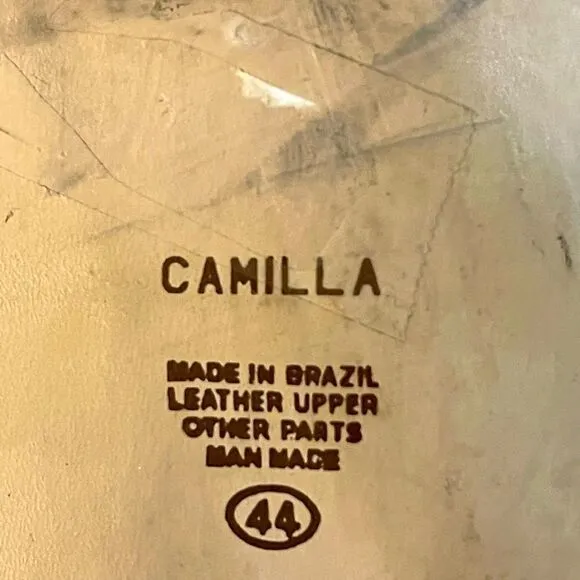 CAMILLA
MADE IN BRAZIL
LEATHER UPPER
OTHER PARTS
MAN MADE
44